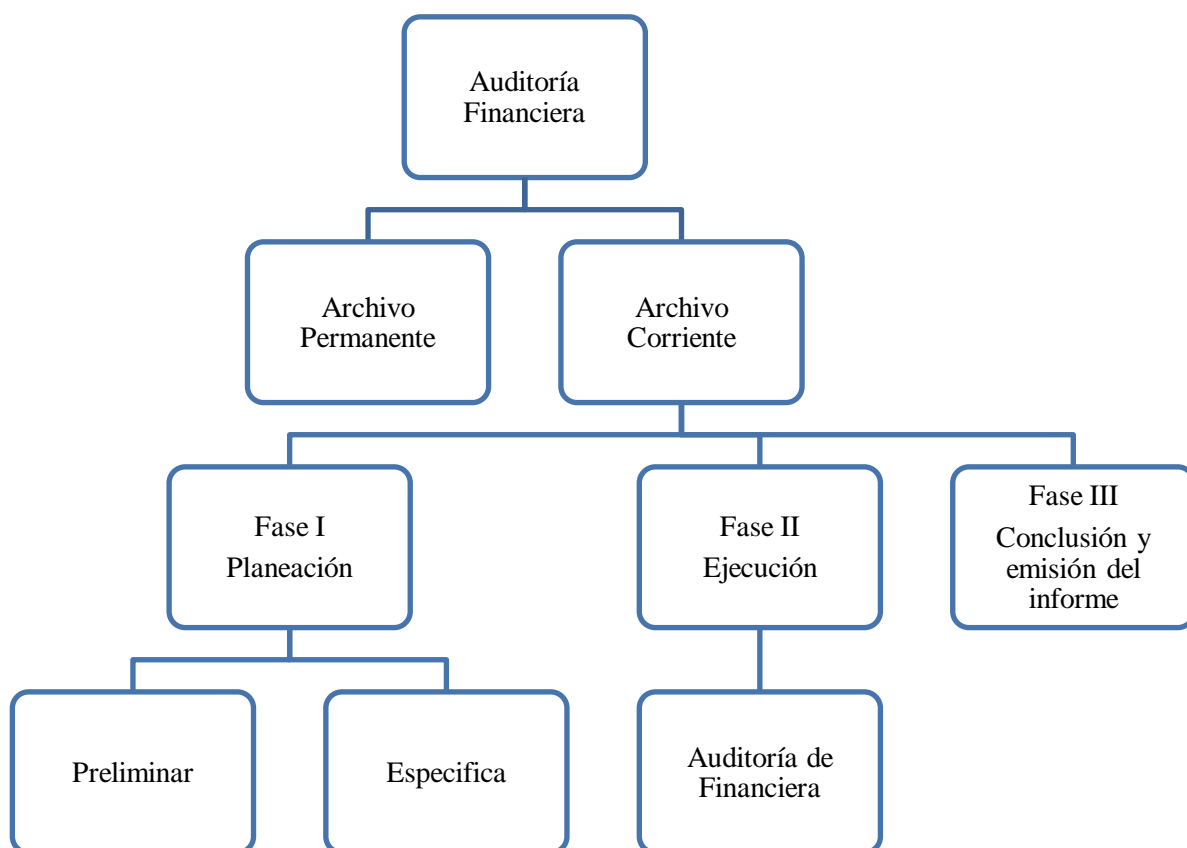 Auditoría
Financiera
Archivo
Permanente
Archivo
Corriente
Fase I
Planeación
Fase II
Ejecución
Fase III
Conclusión y
emisión del
informe
Preliminar
Especifica
Auditoría de
Financiera